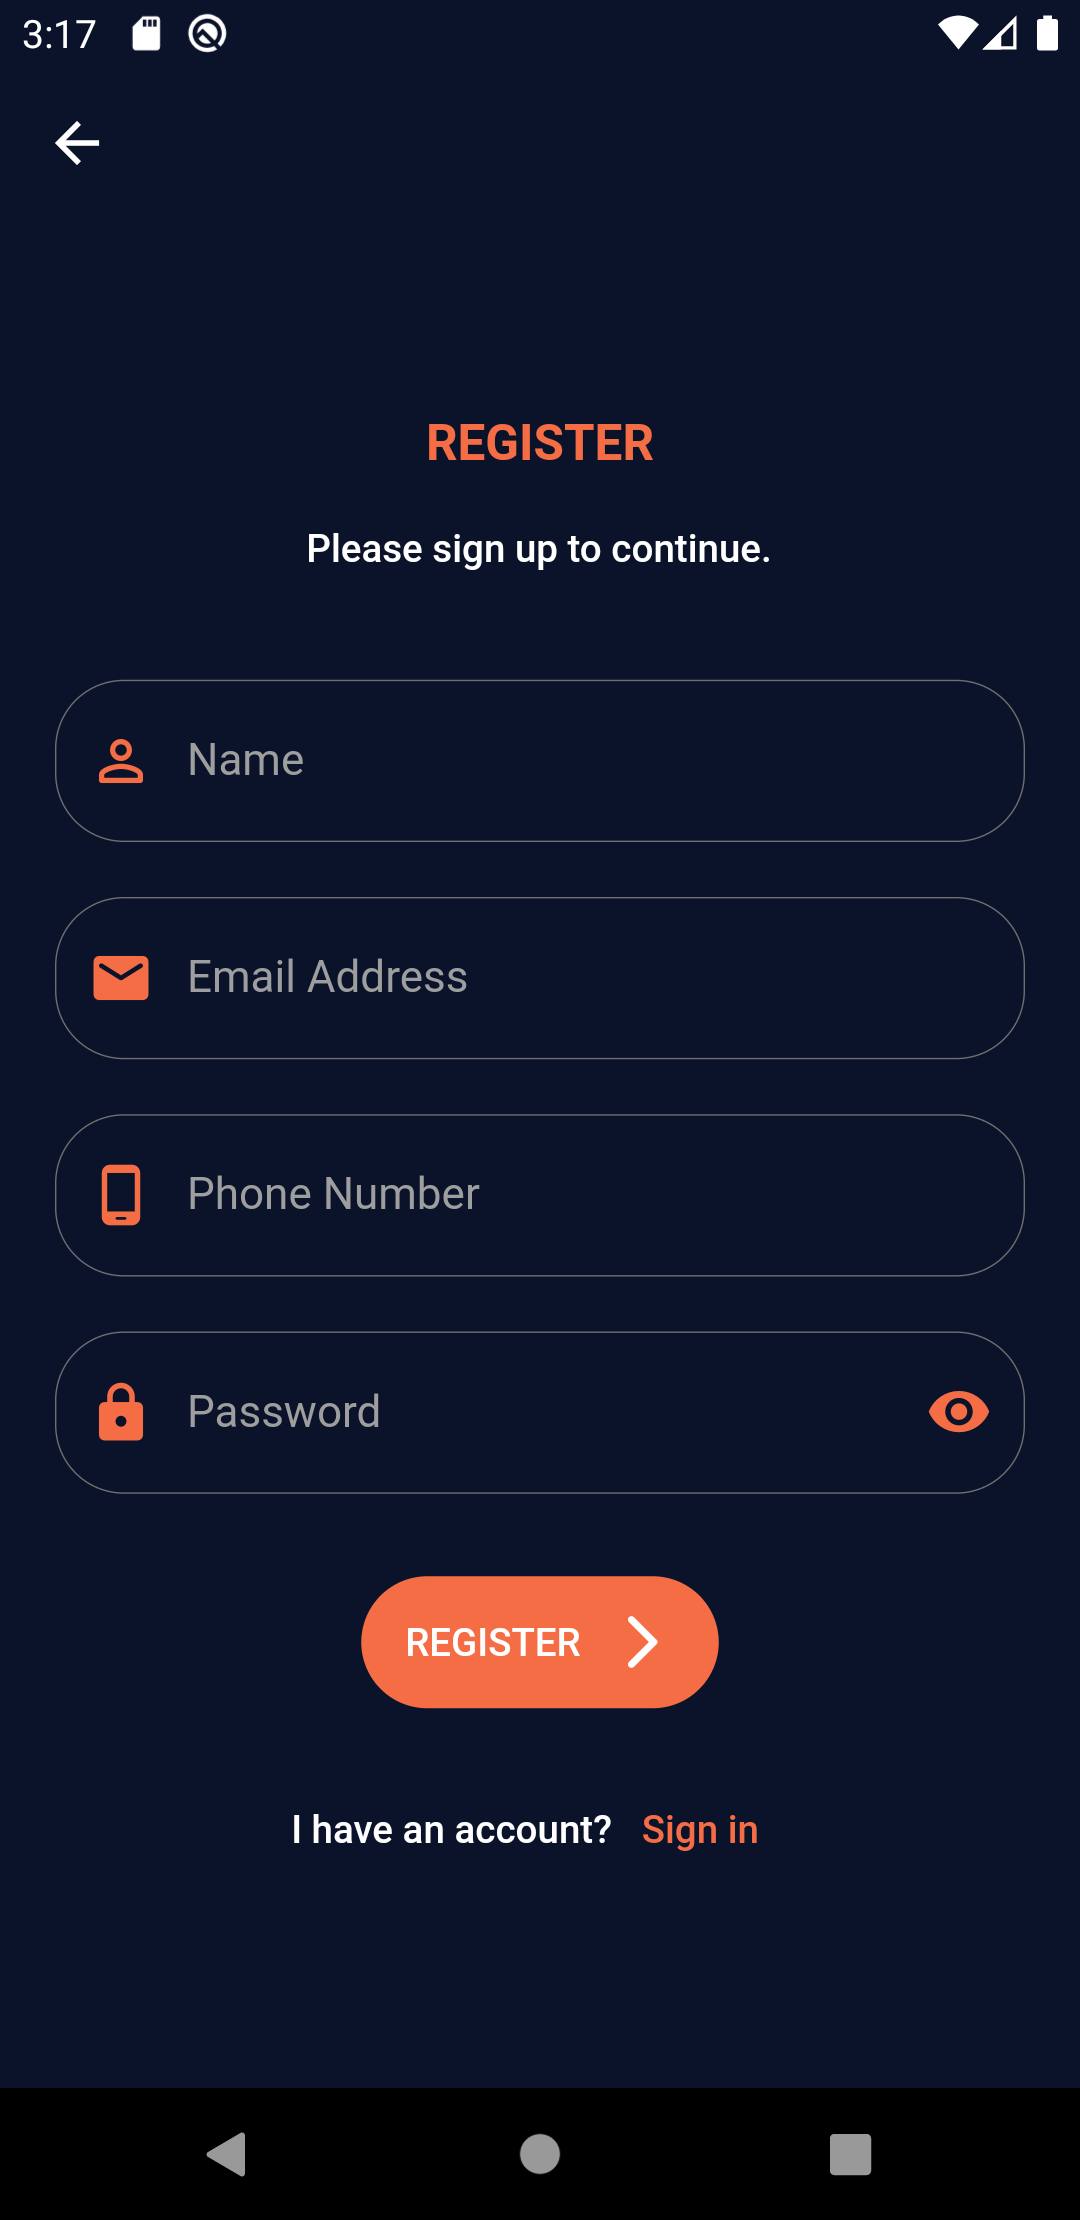 3:17
REGISTER
Please sign up to continue.
Name
Email Address
Phone Number
Password
REGISTER
I have an account? Sign in